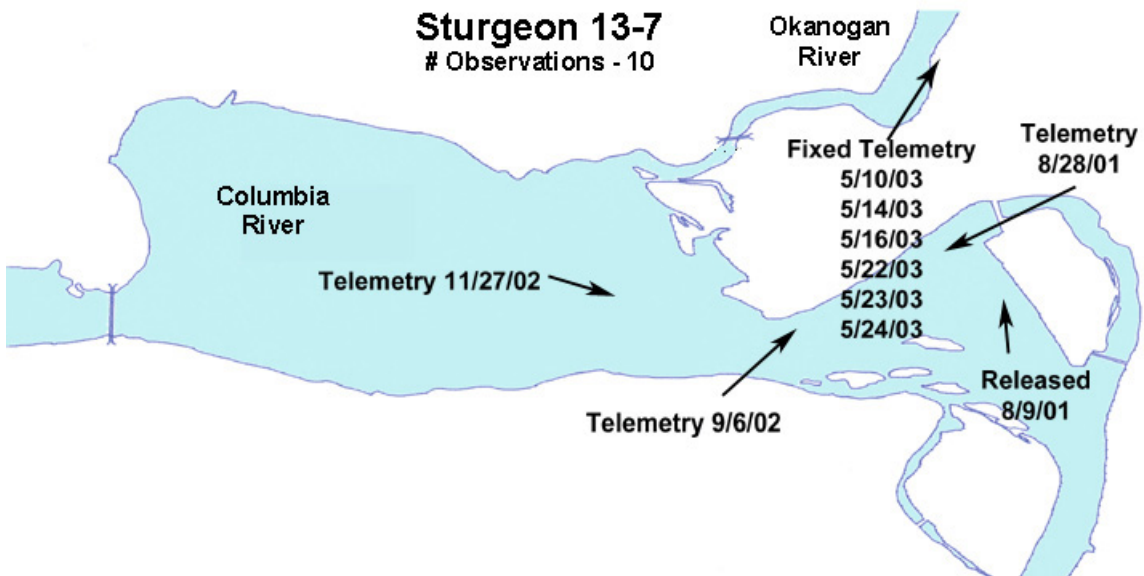 Sturgeon 13-7
# Observations - 10
Okanogan
River
Fixed Telemetry
5/10/03
5/14/03
5/16/03
5/22/03
5/23/03
5/24/03
Telemetry
8/28/01
Columbia
River
Telemetry 11/27/02
Released
8/9/01
Telemetry 9/6/02